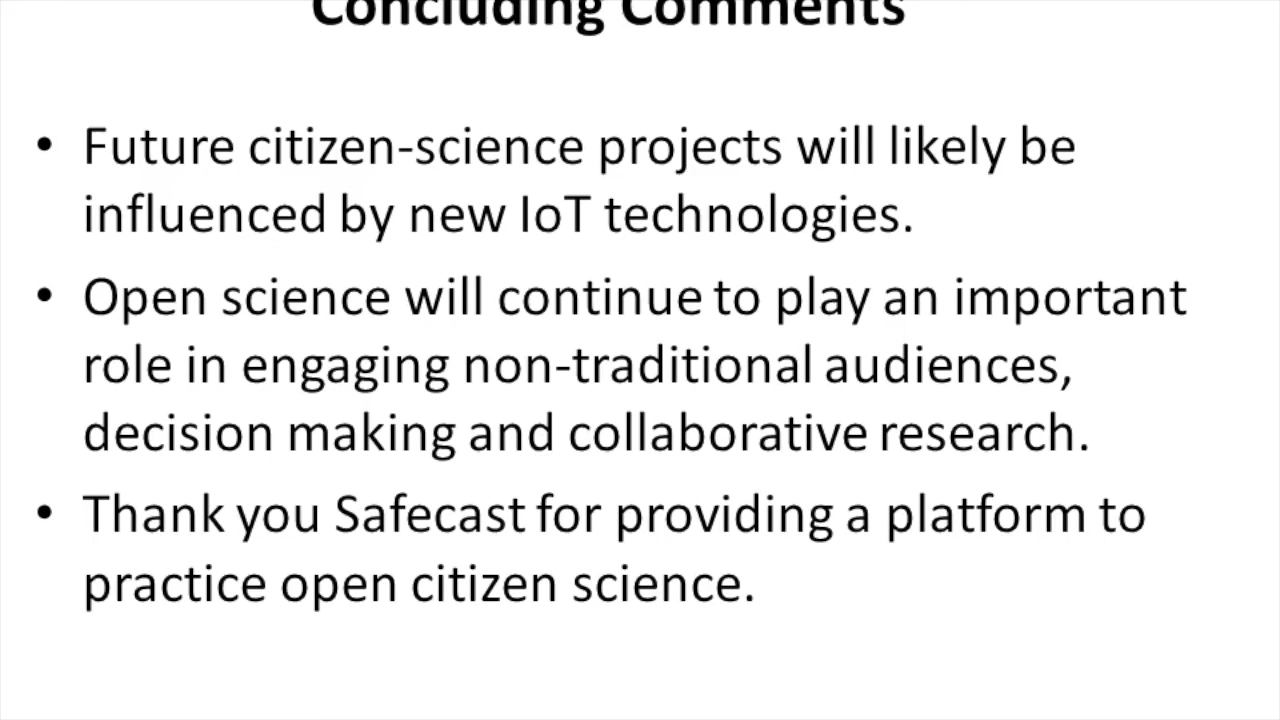 Concluding Comments
• Future citizen-science projects will likely be
influenced by new IoT technologies.
• Open science will continue to play an important
role in engaging non-traditional audiences,
decision making and collaborative research.
• Thank you Safecast for providing a platform to
practice open citizen science.